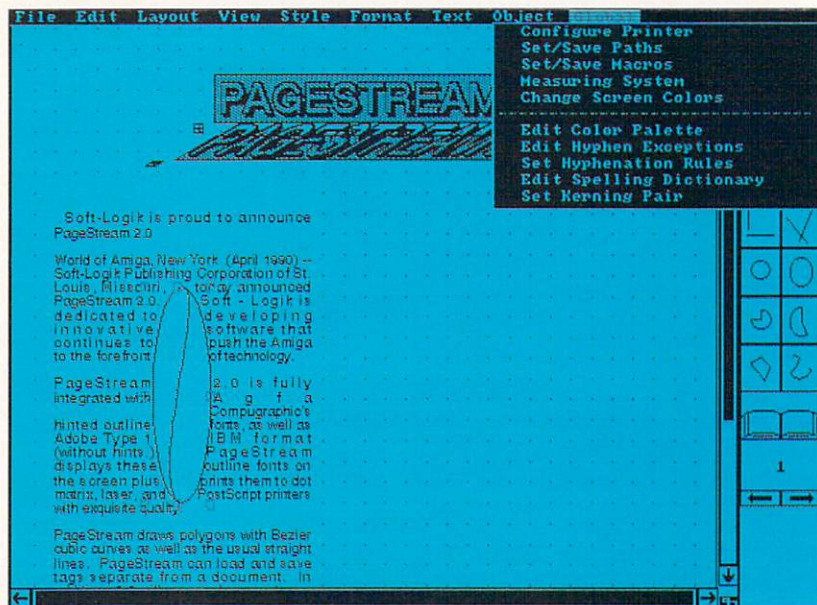 File Edit Layout View Style Format Text Object Global
Configure Printer
Set/Save Paths
Set/Save Macros
Measuring System
Change Screen Colors
Edit Color Palette
Edit Hyphen Exceptions
Set Hyphenation Rules
Edit Spelling Dictionary
Set Kerning Pair
PAGESTREAM
Soft-Logik is proud to announce
PageStream 2.0
World of Amiga, New York (April 1990) --
Soft-Logik Publishing Corporation of St.
Louis, Missouri, today announced
PageStream 2.0. Soft - Logik is
dedicated to developing
innovative software that
continues to push the Amiga
to the forefront of technology.
PageStream 2.0 is fully
integrated with Agfa
Compugraphic's
hinted outline fonts, as well as
Adobe Type 1 IBM format
(without hints.) PageStream
displays these outline fonts on
the screen plus prints them to dot
matrix, laser, and PostScript printers
with exquisite quality.
PageStream draws polygons with Bezier
cubic curves as well as the usual straight
lines. PageStream can load and save
tags separate from a document. In
1